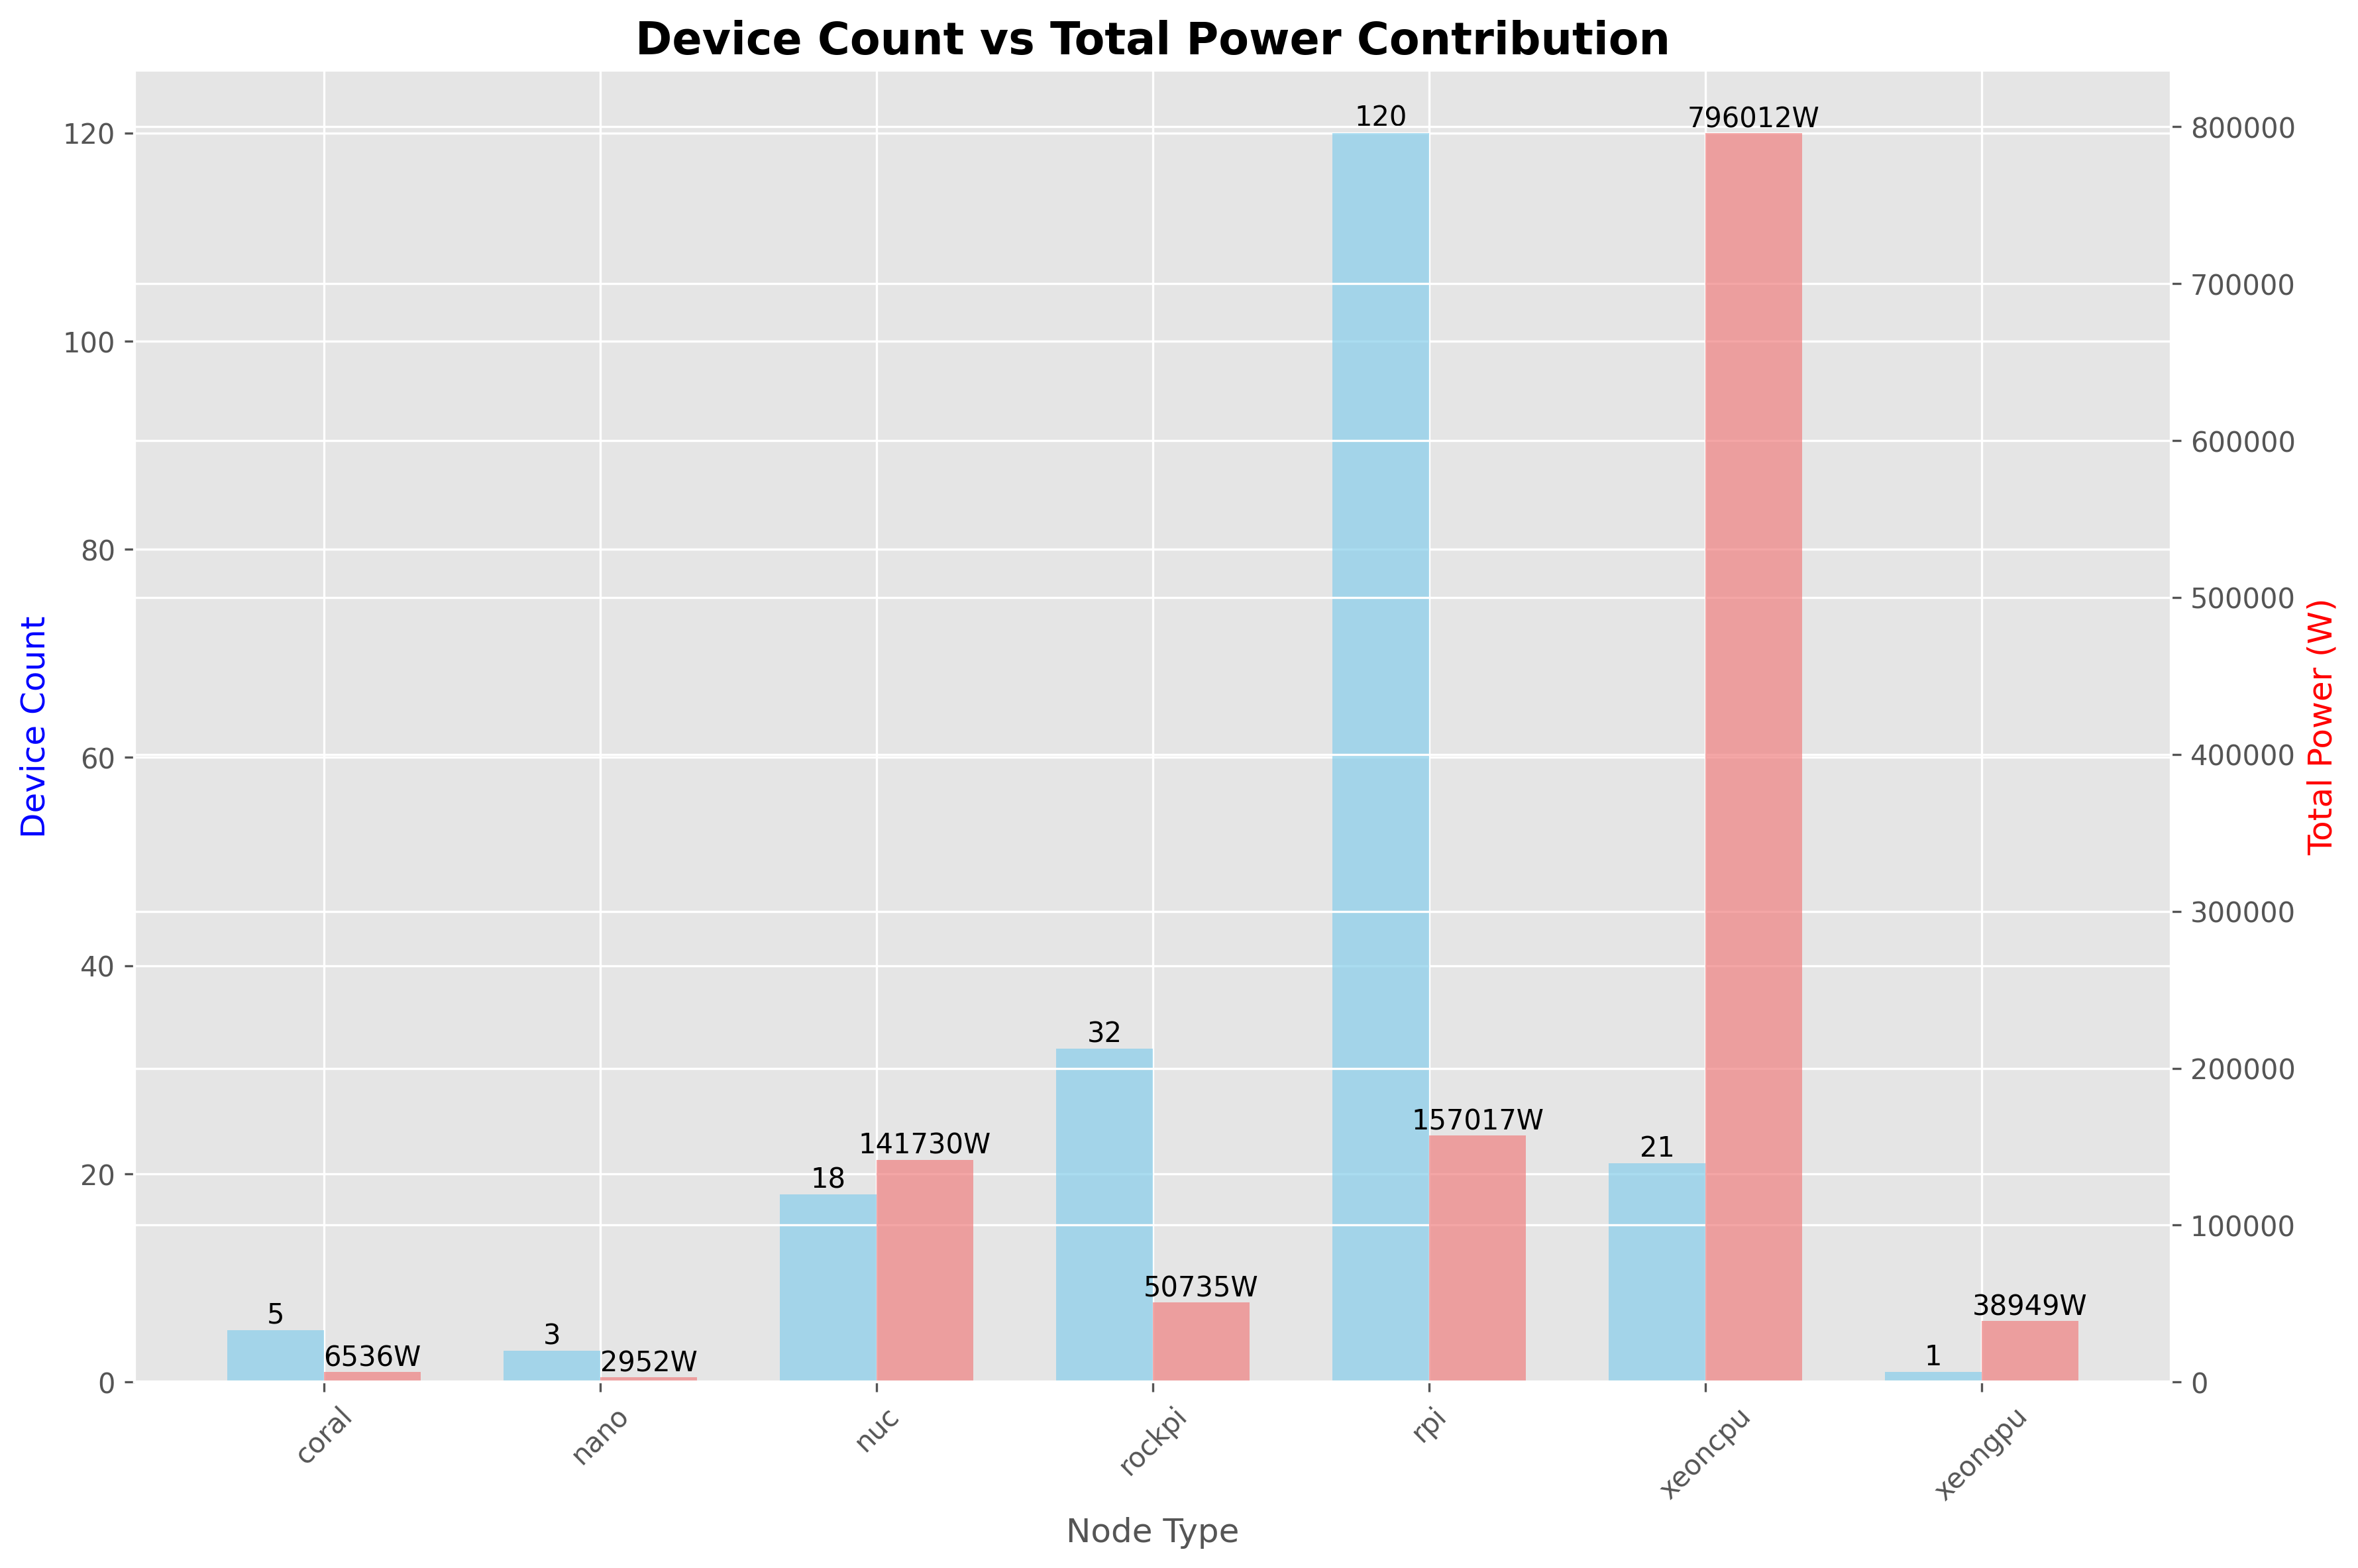 Device Count vs Total Power Contribution
Device Count
120
100
80
60
40
20
0
5
6536W
3
2952W
18
141730W
32
50735W
120
157017W
21
796012W
1
38949W
800000
700000
600000
500000
400000
300000
200000
100000
0
Total Power (W)
coral
nano
nuc
rockpi
rpi
xeoncpu
xeongpu
Node Type